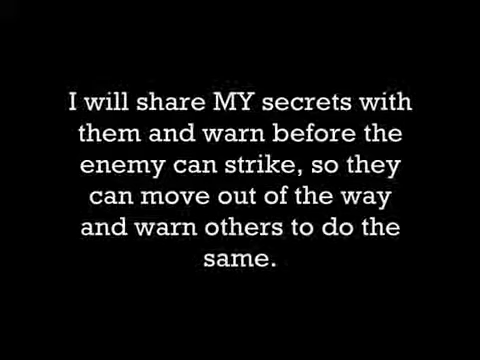 I will share MY secrets with
them and warn before the
enemy can strike, so they
can move out of the way
and warn others to do the
same.